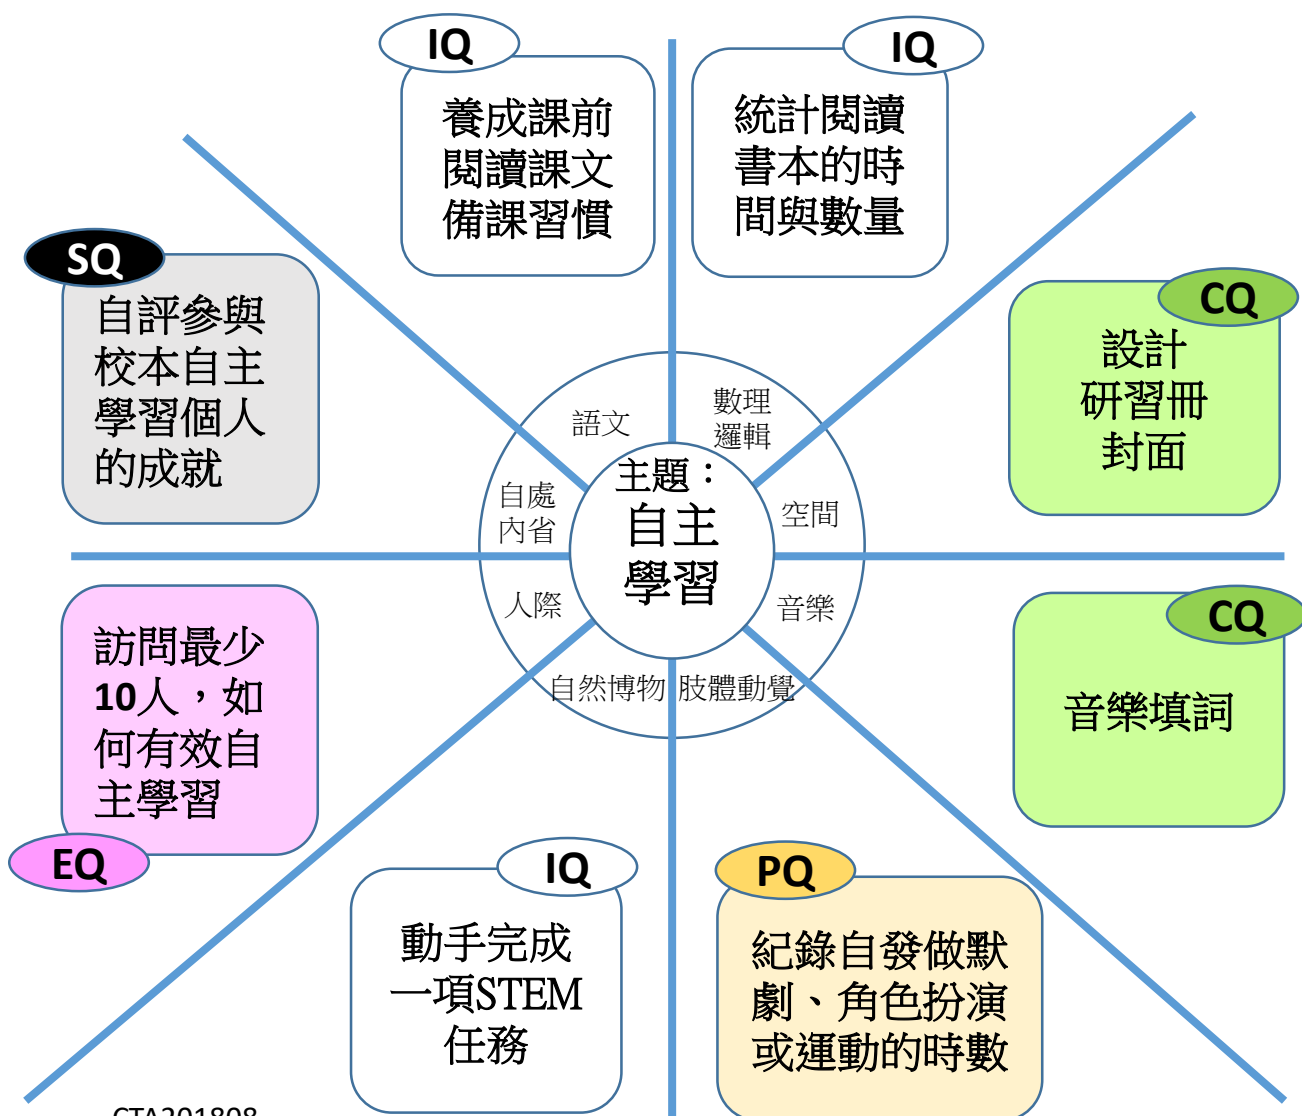 IQ
養成課前
閱讀課文
備課習慣
IQ
統計閱讀
書本的時
間與數量
SQ
自評參與
校本自主
學習個人
的成就
CQ
設計
研習冊
封面
語文
數理
邏輯
自處
內省
空間
主題：
自主
學習
人際
音樂
自然博物
肢體動覺
訪問最少
10人，如
何有效自
主學習
EQ
CQ
音樂填詞
IQ
動手完成
一項STEM
任務
PQ
紀錄自發做默
劇、角色扮演
或運動的時數
CTA201808